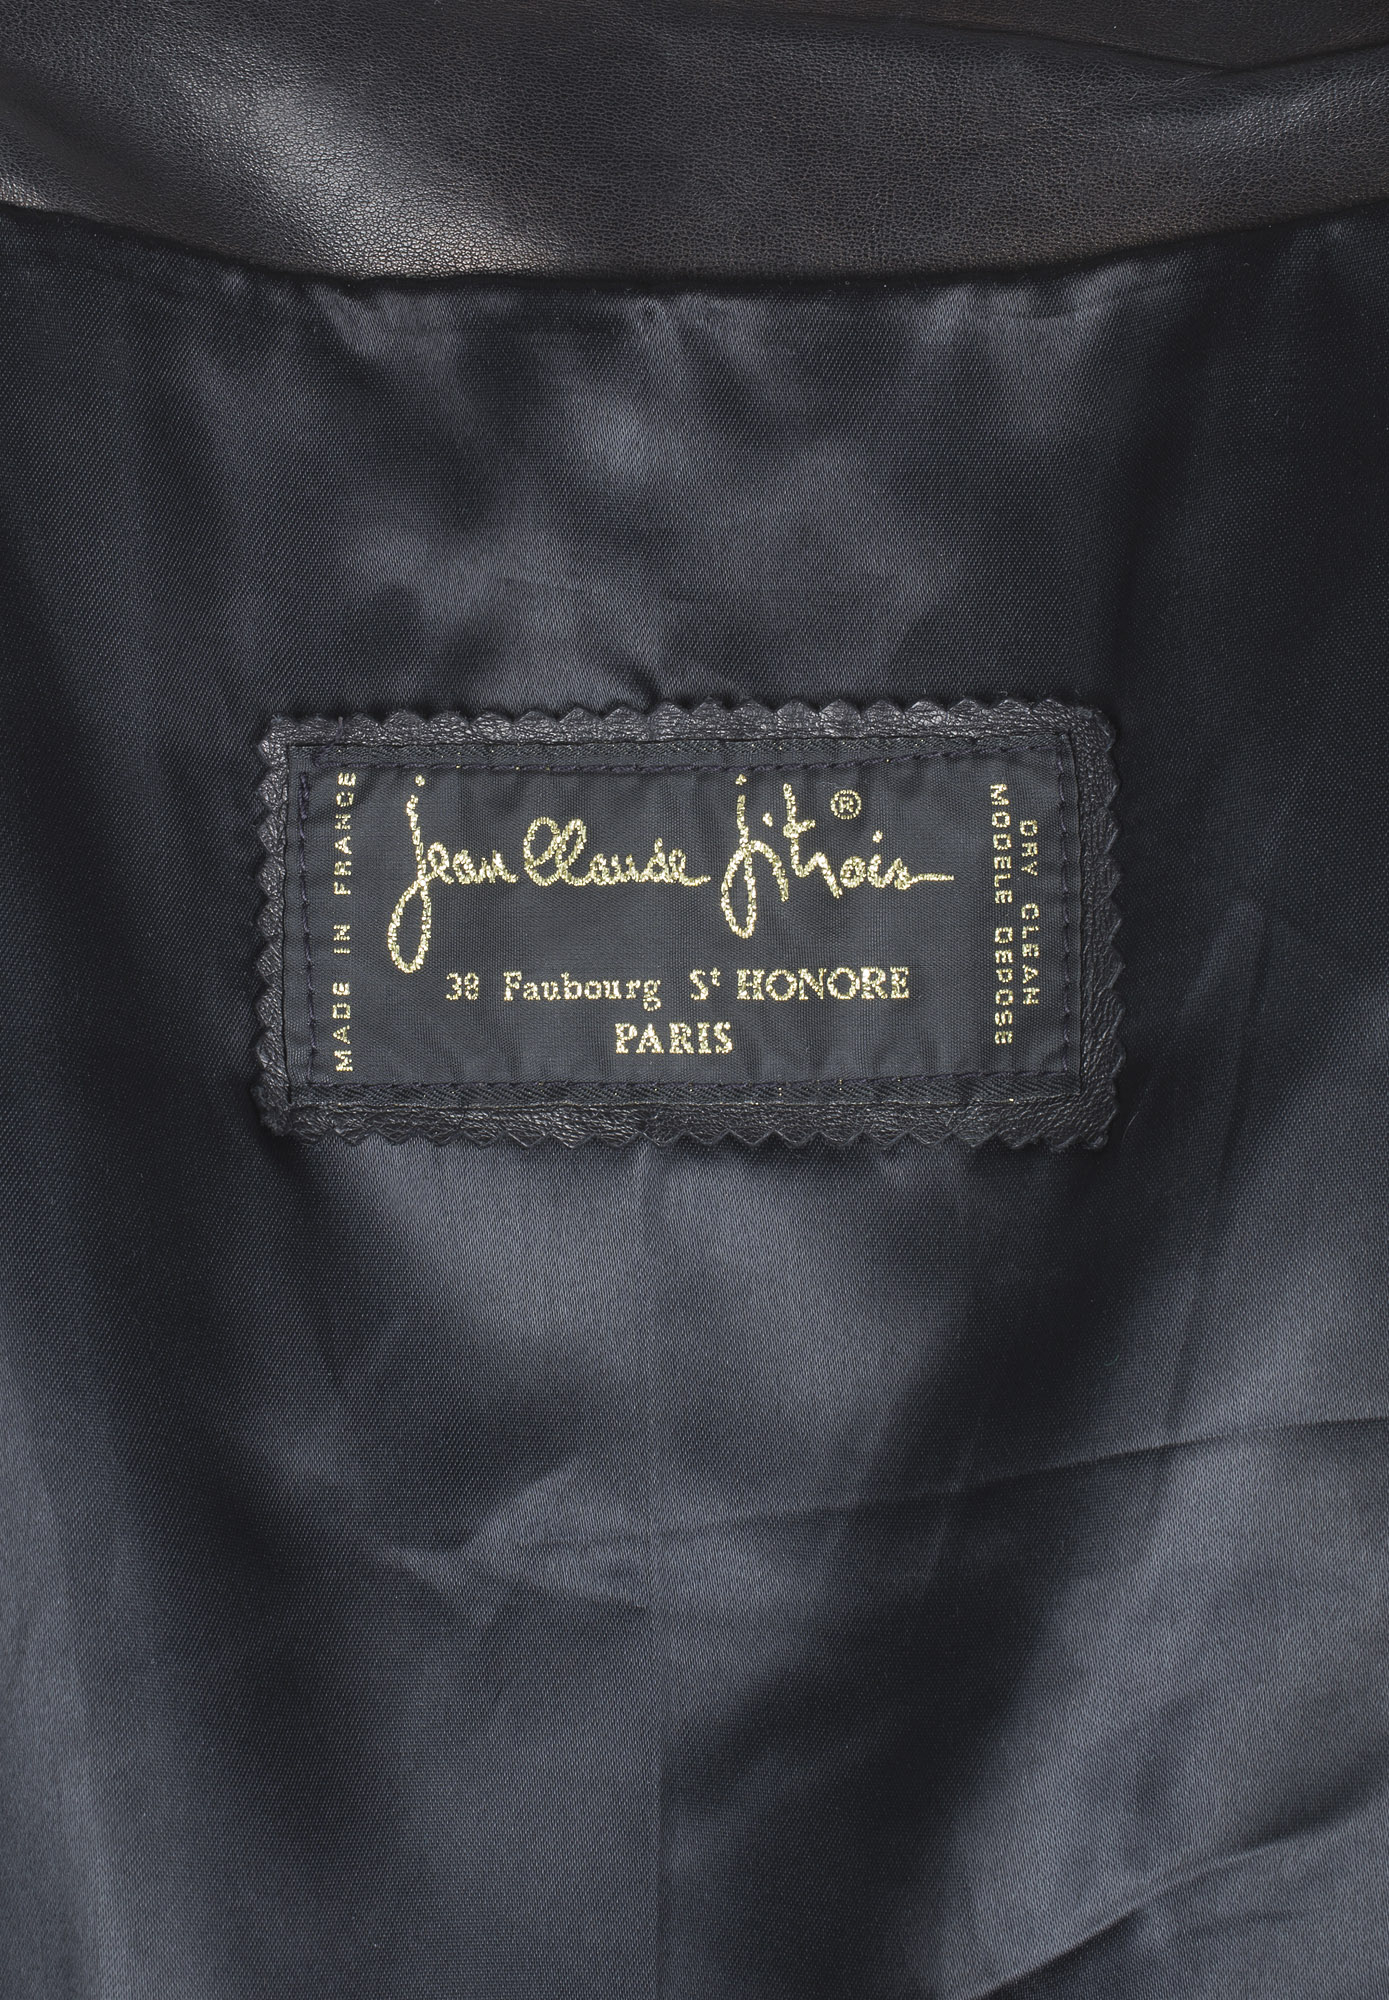 MADE IN FRANCE
jean Claude jitrois ®
38 Faubourg St HONORE
PARIS
DRY CLEAN
MODELE DEPOSE